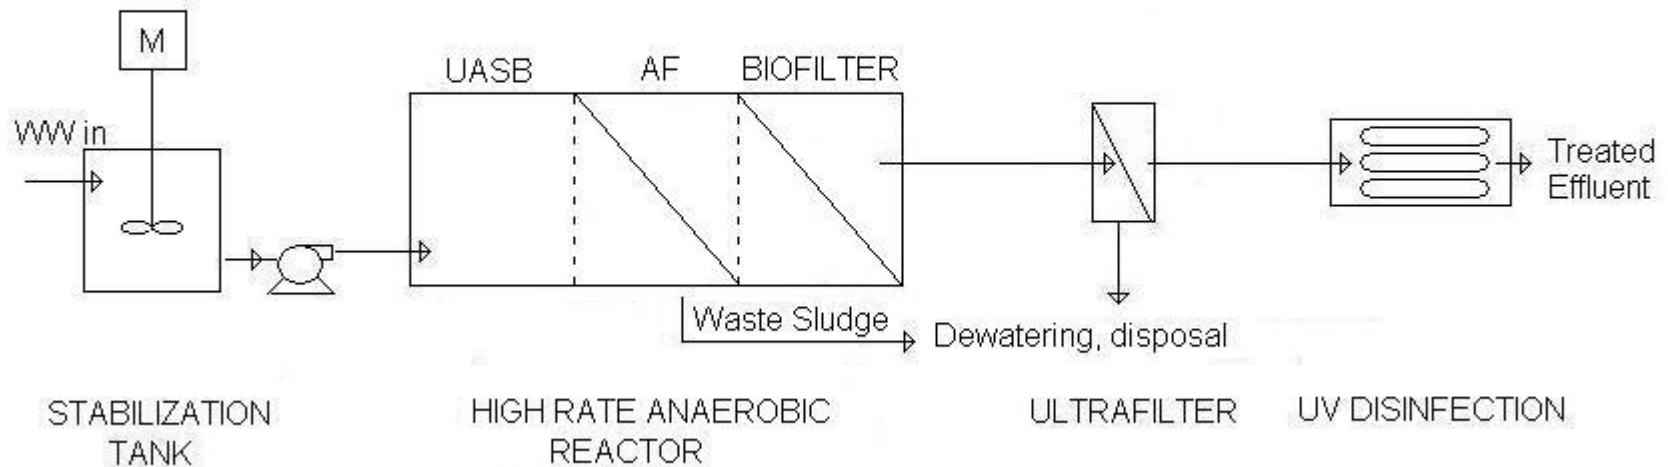 M
UASB
AF
BIOFILTER
WW in
Treated
Effluent
Waste Sludge
Dewatering, disposal
STABILIZATION
TANK
HIGH RATE ANAEROBIC
REACTOR
ULTRAFILTER
UV DISINFECTION